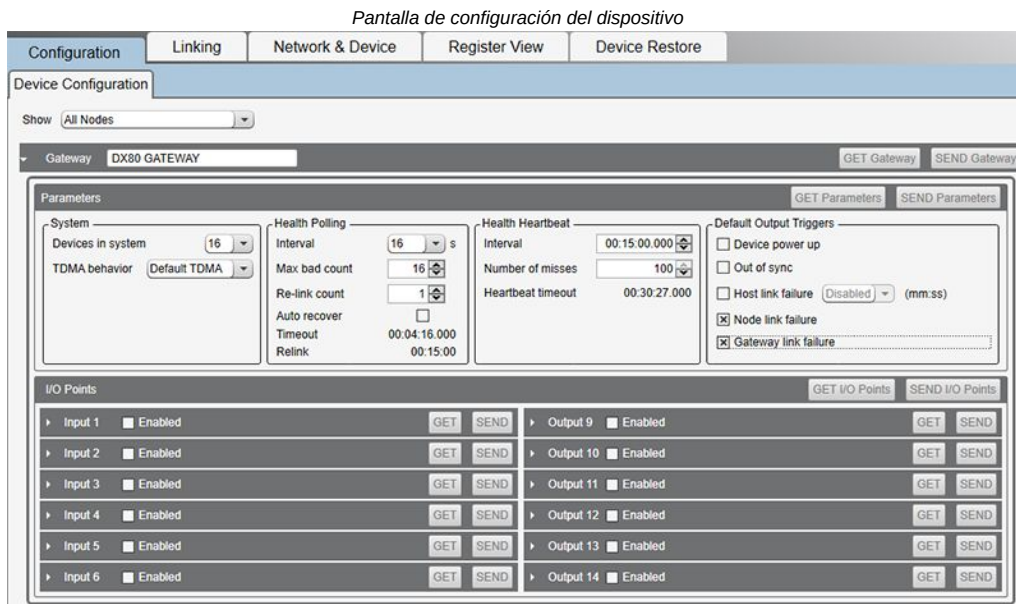 Pantalla de configuración del dispositivo
Configuration Linking Network & Device Register View Device Restore
Device Configuration
Show All Nodes
Gateway DX80 GATEWAY GET Gateway SEND Gateway
Parameters GET Parameters SEND Parameters
System
Devices in system 16
TDMA behavior Default TDMA
Health Polling
Interval 16 s
Max bad count 16
Re-link count 1
Auto recover
Timeout 00:04:16.000
Relink 00:15:00
Health Heartbeat
Interval 00:15:00.000
Number of misses 100
Heartbeat timeout 00:30:27.000
Default Output Triggers
Device power up
Out of sync
Host link failure Disabled (mm:ss)
Node link failure
Gateway link failure
I/O Points GET I/O Points SEND I/O Points
Input 1 Enabled GET SEND Output 9 Enabled GET SEND
Input 2 Enabled GET SEND Output 10 Enabled GET SEND
Input 3 Enabled GET SEND Output 11 Enabled GET SEND
Input 4 Enabled GET SEND Output 12 Enabled GET SEND
Input 5 Enabled GET SEND Output 13 Enabled GET SEND
Input 6 Enabled GET SEND Output 14 Enabled GET SEND